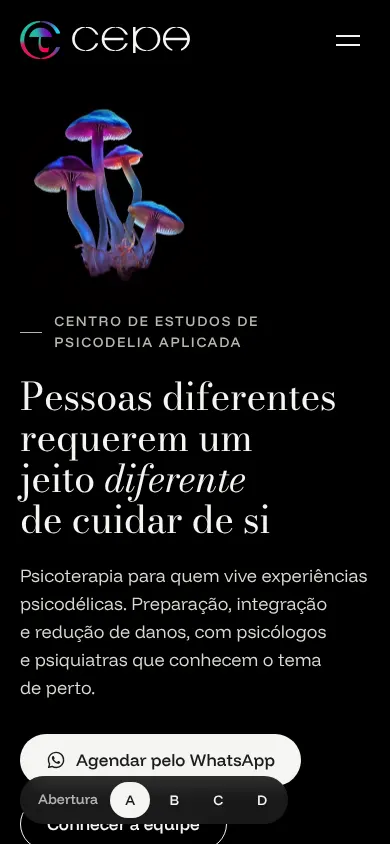 cepa
CENTRO DE ESTUDOS DE
PSICODELIA APLICADA
Pessoas diferentes
requerem um
jeito diferente
de cuidar de si
Psicoterapia para quem vive experiências
psicodélicas. Preparação, integração
e redução de danos, com psicólogos
e psiquiatras que conhecem o tema
de perto.
Agendar pelo WhatsApp
Abertura A B C D
Conhecer a equipe